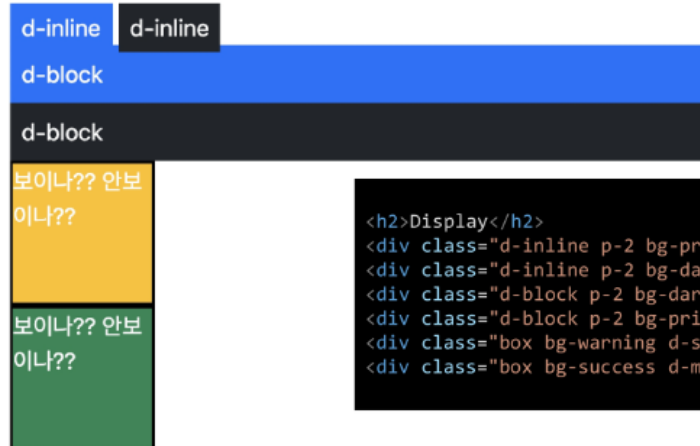 d-inline d-inline
d-block
d-block
보이나?? 안보
이나??
보이나?? 안보
이나??
<h2>Display</h2>
<div class="d-inline p-2 bg-pr
<div class="d-inline p-2 bg-da
<div class="d-block p-2 bg-dar
<div class="d-block p-2 bg-pri
<div class="box bg-warning d-s
<div class="box bg-success d-m